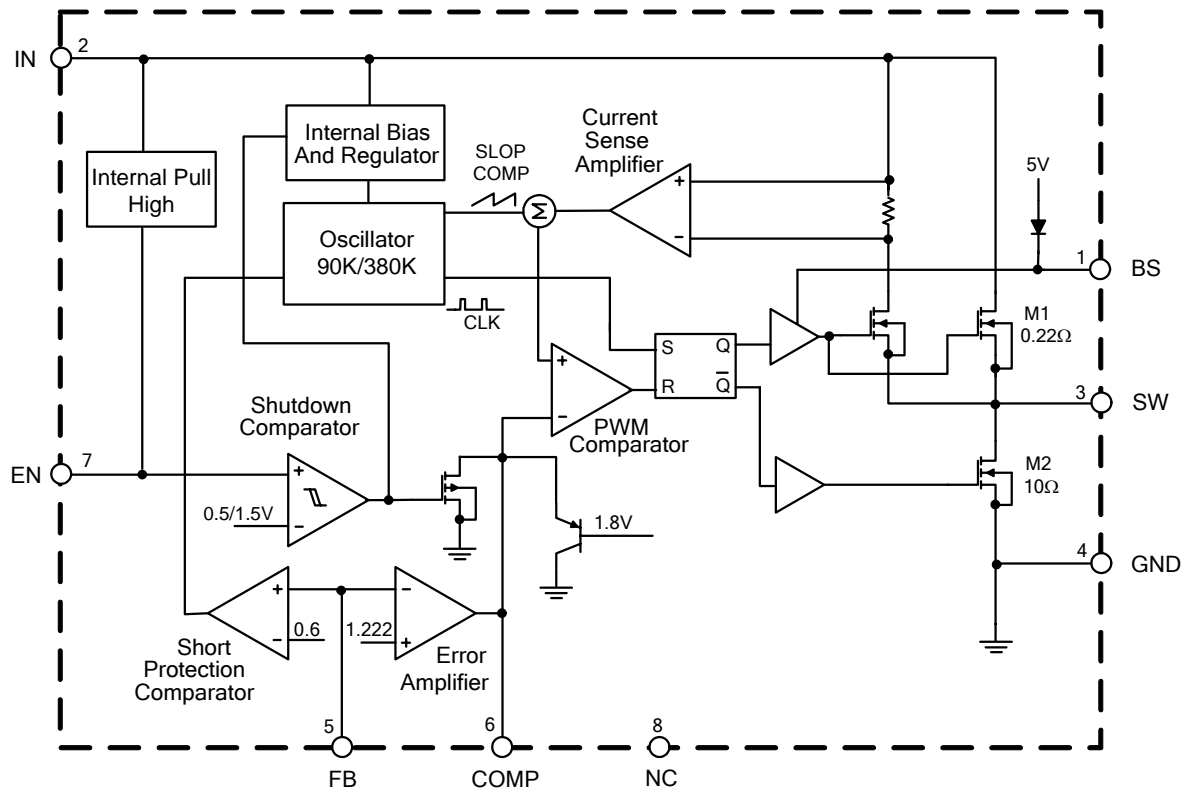 2
IN
Internal Pull
High
Internal Bias
And Regulator
Oscillator
90K/380K
SLOP
COMP
Σ
CLK
Current
Sense
Amplifier
+
−
5V
1
BS
M1
0.22Ω
S
Q
R
Q̅
+
−
PWM
Comparator
3
SW
M2
10Ω
4
GND
Shutdown
Comparator
7
EN
+
0.5/1.5V
−
1.8V
+
−
0.6
Short
Protection
Comparator
−
1.222
+
Error
Amplifier
5
FB
6
COMP
8
NC